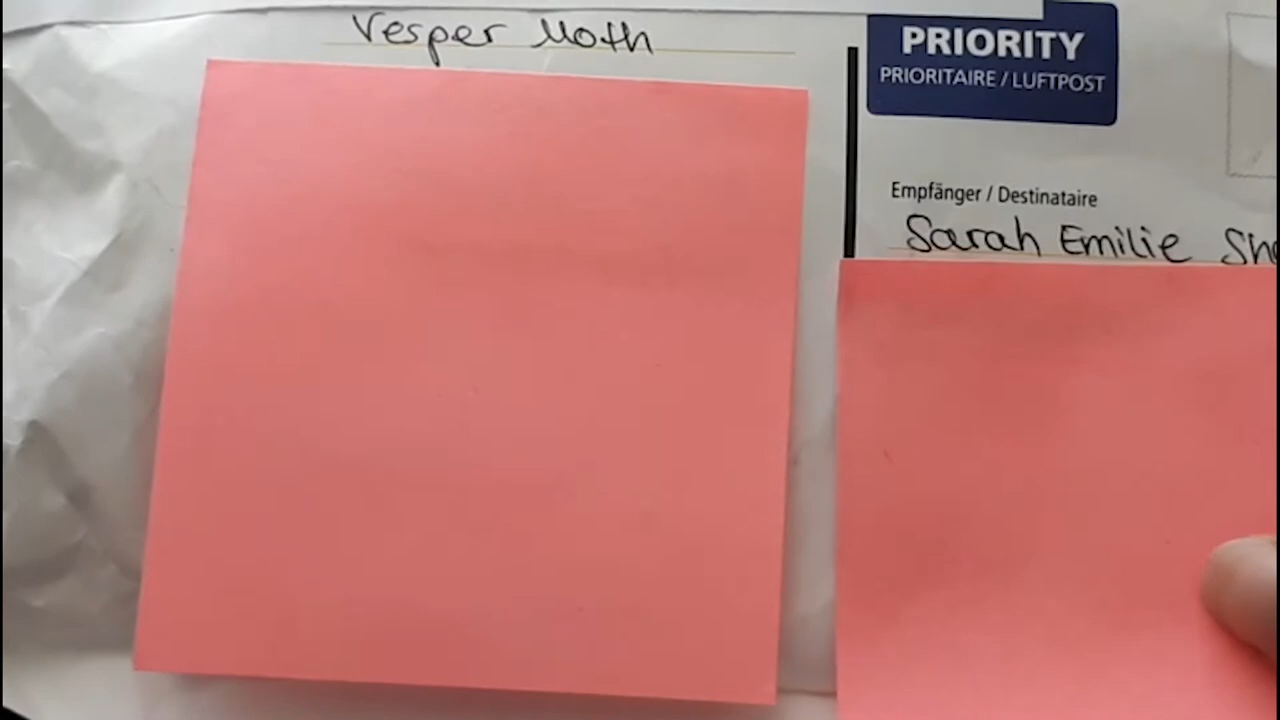 Vesper Moth
PRIORITY
PRIORITAIRE / LUFTPOST
Empfänger / Destinataire
Sarah Emilie